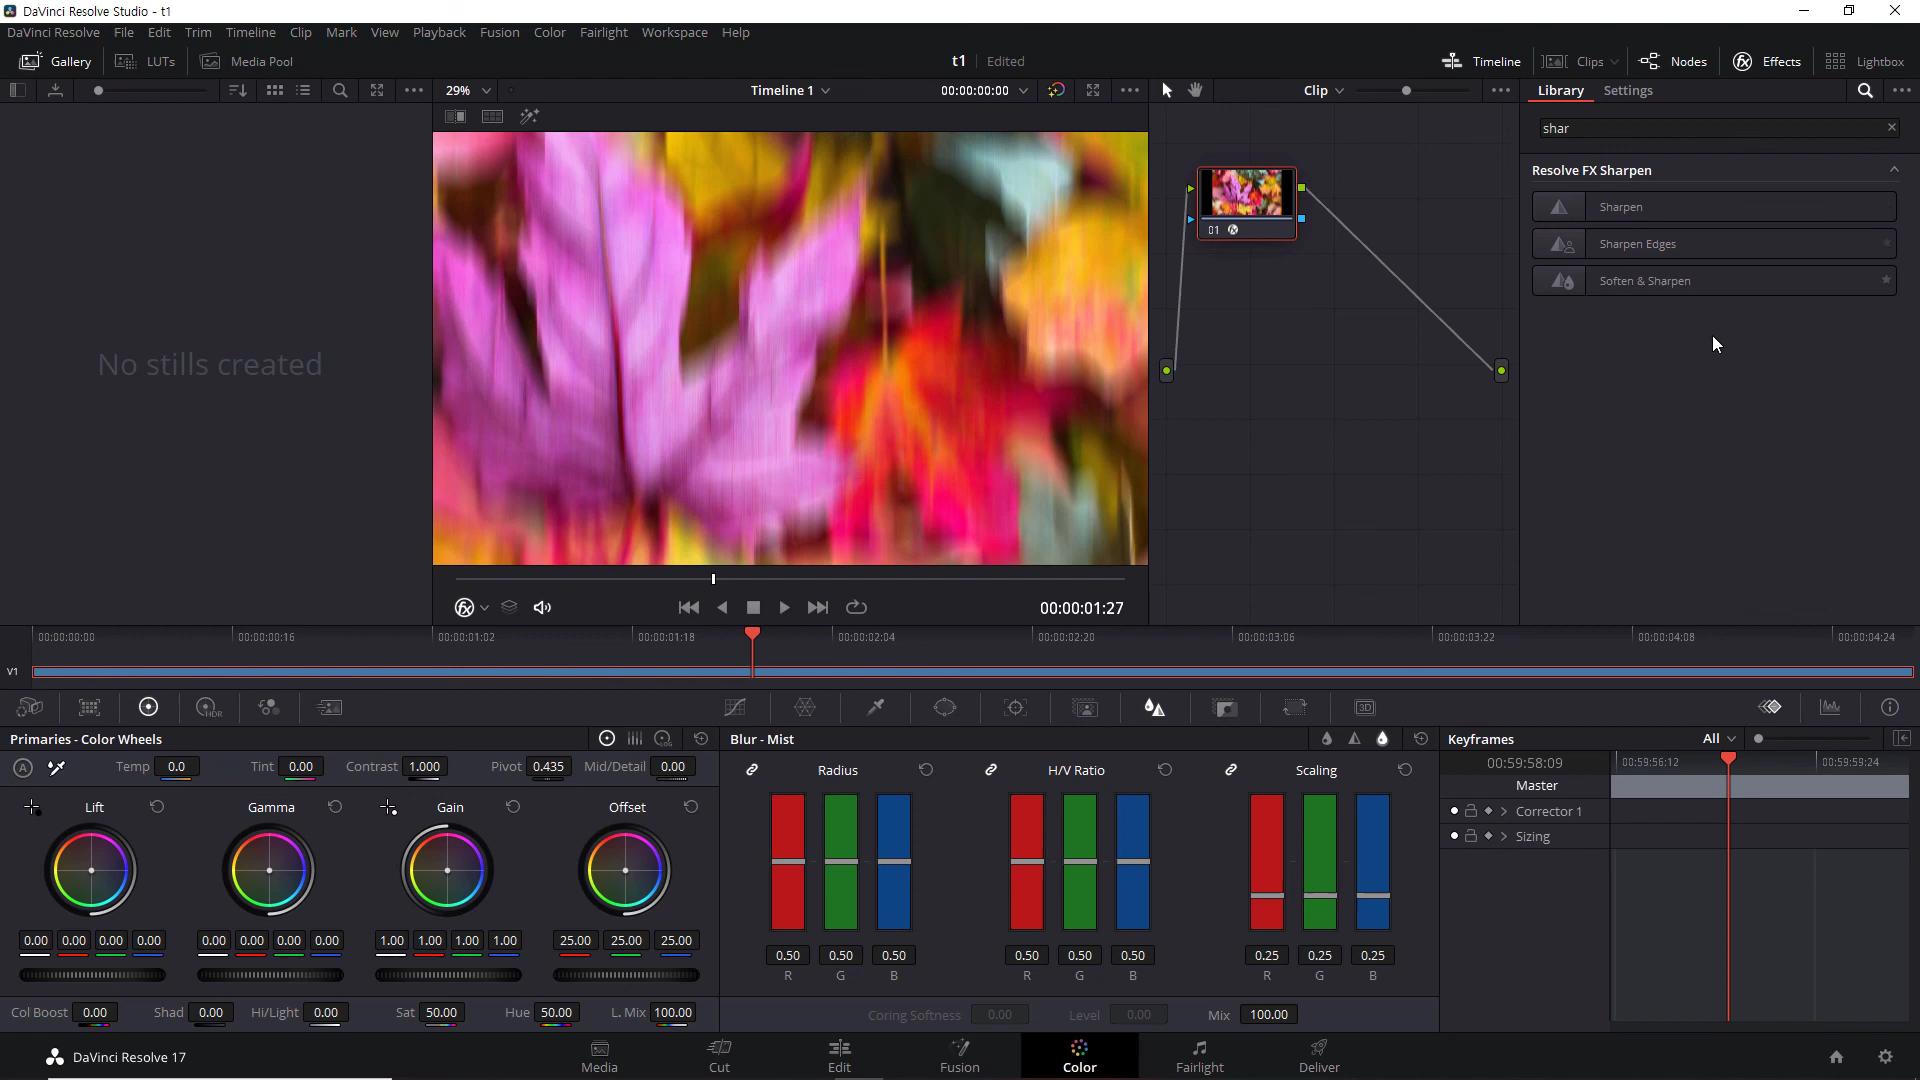 DaVinci Resolve Studio - t1
DaVinci Resolve File Edit Trim Timeline Clip Mark View Playback Fusion Color Fairlight Workspace Help
Gallery LUTs Media Pool t1 Edited Timeline Clips Nodes Effects Lightbox
29% Timeline 1 00:00:00:00 Clip Library Settings
shar
Resolve FX Sharpen
Sharpen
Sharpen Edges
Soften & Sharpen
01
No stills created
00:00:01:27
00:00:00:00 00:00:00:16 00:00:01:02 00:00:01:18 00:00:02:04 00:00:02:20 00:00:03:06 00:00:03:22 00:00:04:08 00:00:04:24
V1
HDR
3D
Primaries - Color Wheels LOG Blur - Mist Keyframes All
A Temp 0.0 Tint 0.00 Contrast 1.000 Pivot 0.435 Mid/Detail 0.00
Radius H/V Ratio Scaling
00:59:58:09 00:59:56:12 00:59:59:24
Master
Lift Gamma Gain Offset
Corrector 1
Sizing
0.00 0.00 0.00 0.00 0.00 0.00 0.00 0.00 1.00 1.00 1.00 1.00 25.00 25.00 25.00
0.50 0.50 0.50 0.50 0.50 0.50 0.25 0.25 0.25
R G B R G B R G B
Col Boost 0.00 Shad 0.00 Hi/Light 0.00 Sat 50.00 Hue 50.00 L. Mix 100.00
Coring Softness 0.00 Level 0.00 Mix 100.00
DaVinci Resolve 17
Media Cut Edit Fusion Color Fairlight Deliver